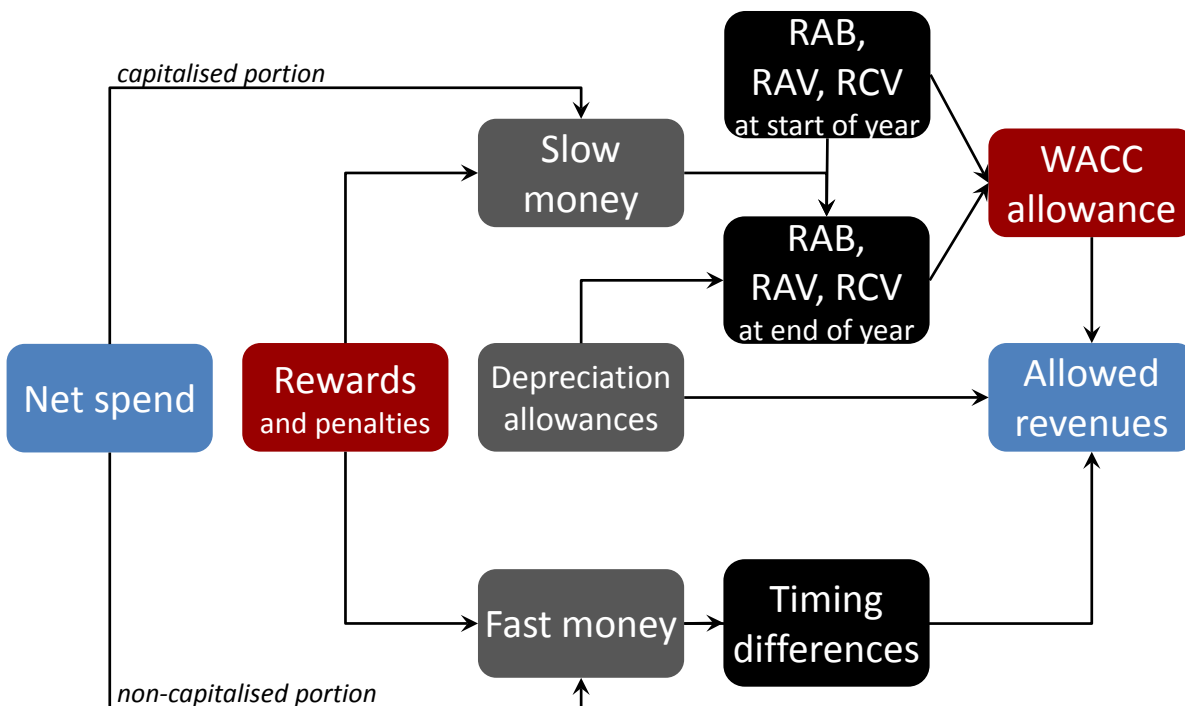 capitalised portion
RAB,
RAV, RCV
at start of year
Slow
money
WACC
allowance
RAB,
RAV, RCV
at end of year
Net spend
Rewards
and penalties
Depreciation
allowances
Allowed
revenues
Fast money
Timing
differences
non-capitalised portion